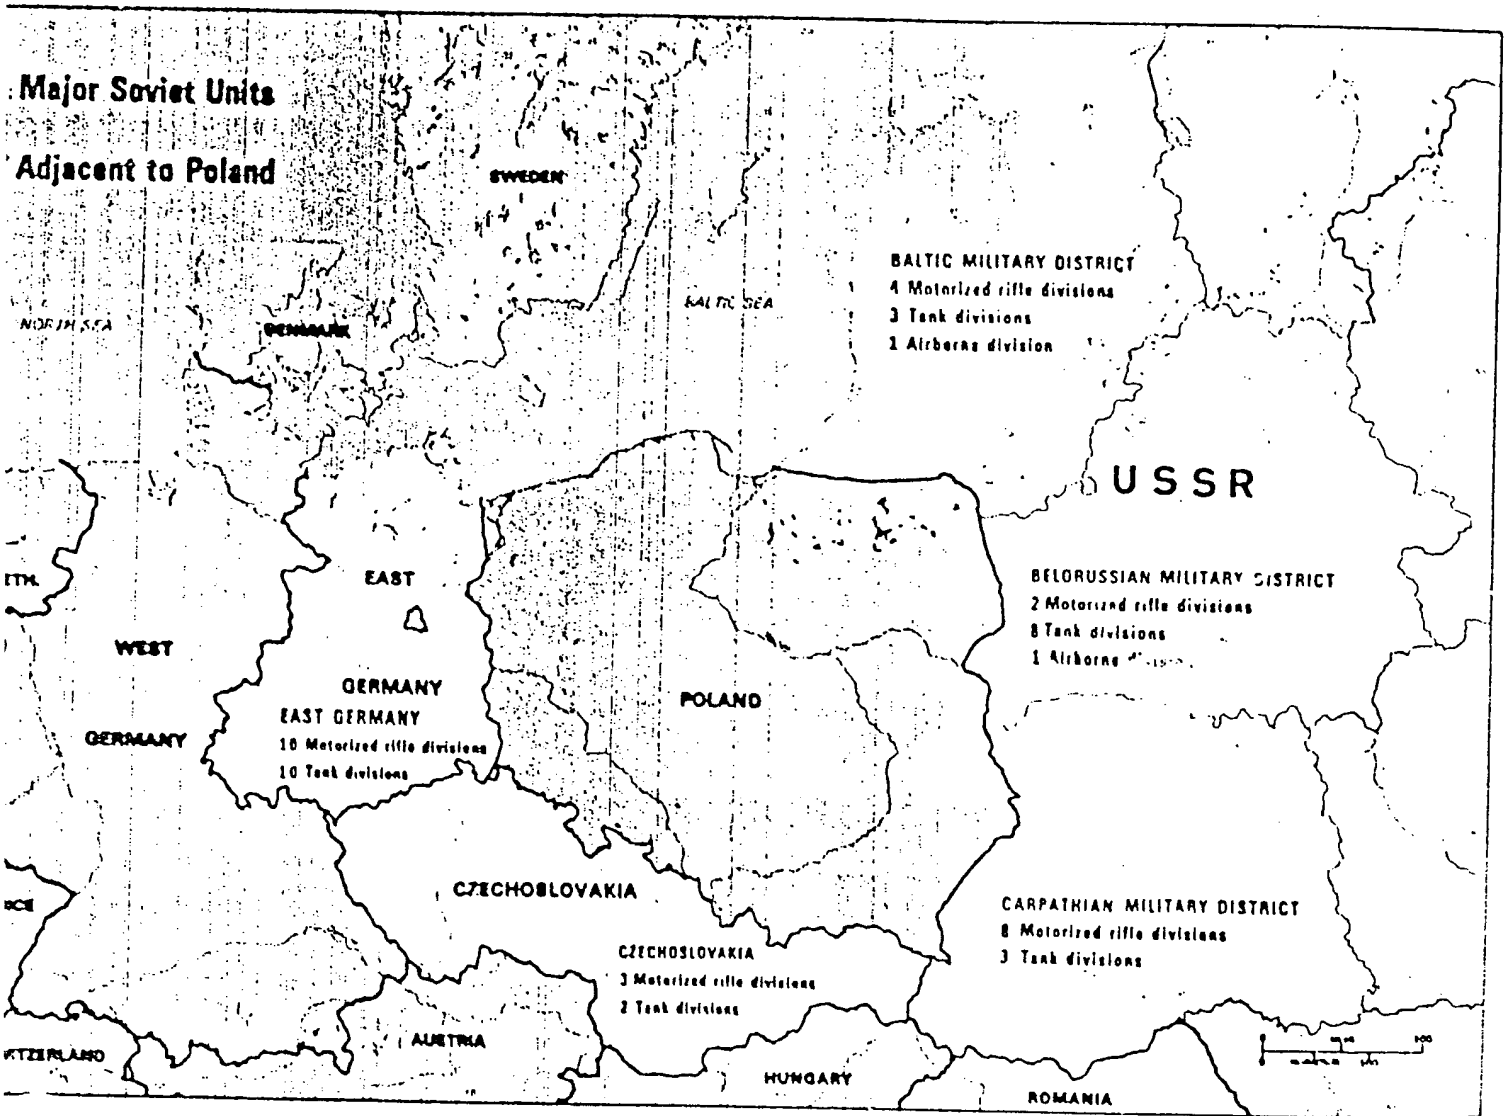 Major Soviet Units
Adjacent to Poland
SWEDEN
NORTH SEA
DENMARK
BALTIC SEA
BALTIC MILITARY DISTRICT
4 Motorized rifle divisions
3 Tank divisions
1 Airborne division
USSR
ETH.
EAST
GERMANY
WEST
GERMANY
EAST GERMANY
10 Motorized rifle divisions
10 Tank divisions
POLAND
BELORUSSIAN MILITARY DISTRICT
2 Motorized rifle divisions
8 Tank divisions
1 Airborne
CZECHOSLOVAKIA
CZECHOSLOVAKIA
3 Motorized rifle divisions
2 Tank divisions
CARPATHIAN MILITARY DISTRICT
8 Motorized rifle divisions
3 Tank divisions
NCE
ITZERLAND
AUSTRIA
HUNGARY
ROMANIA